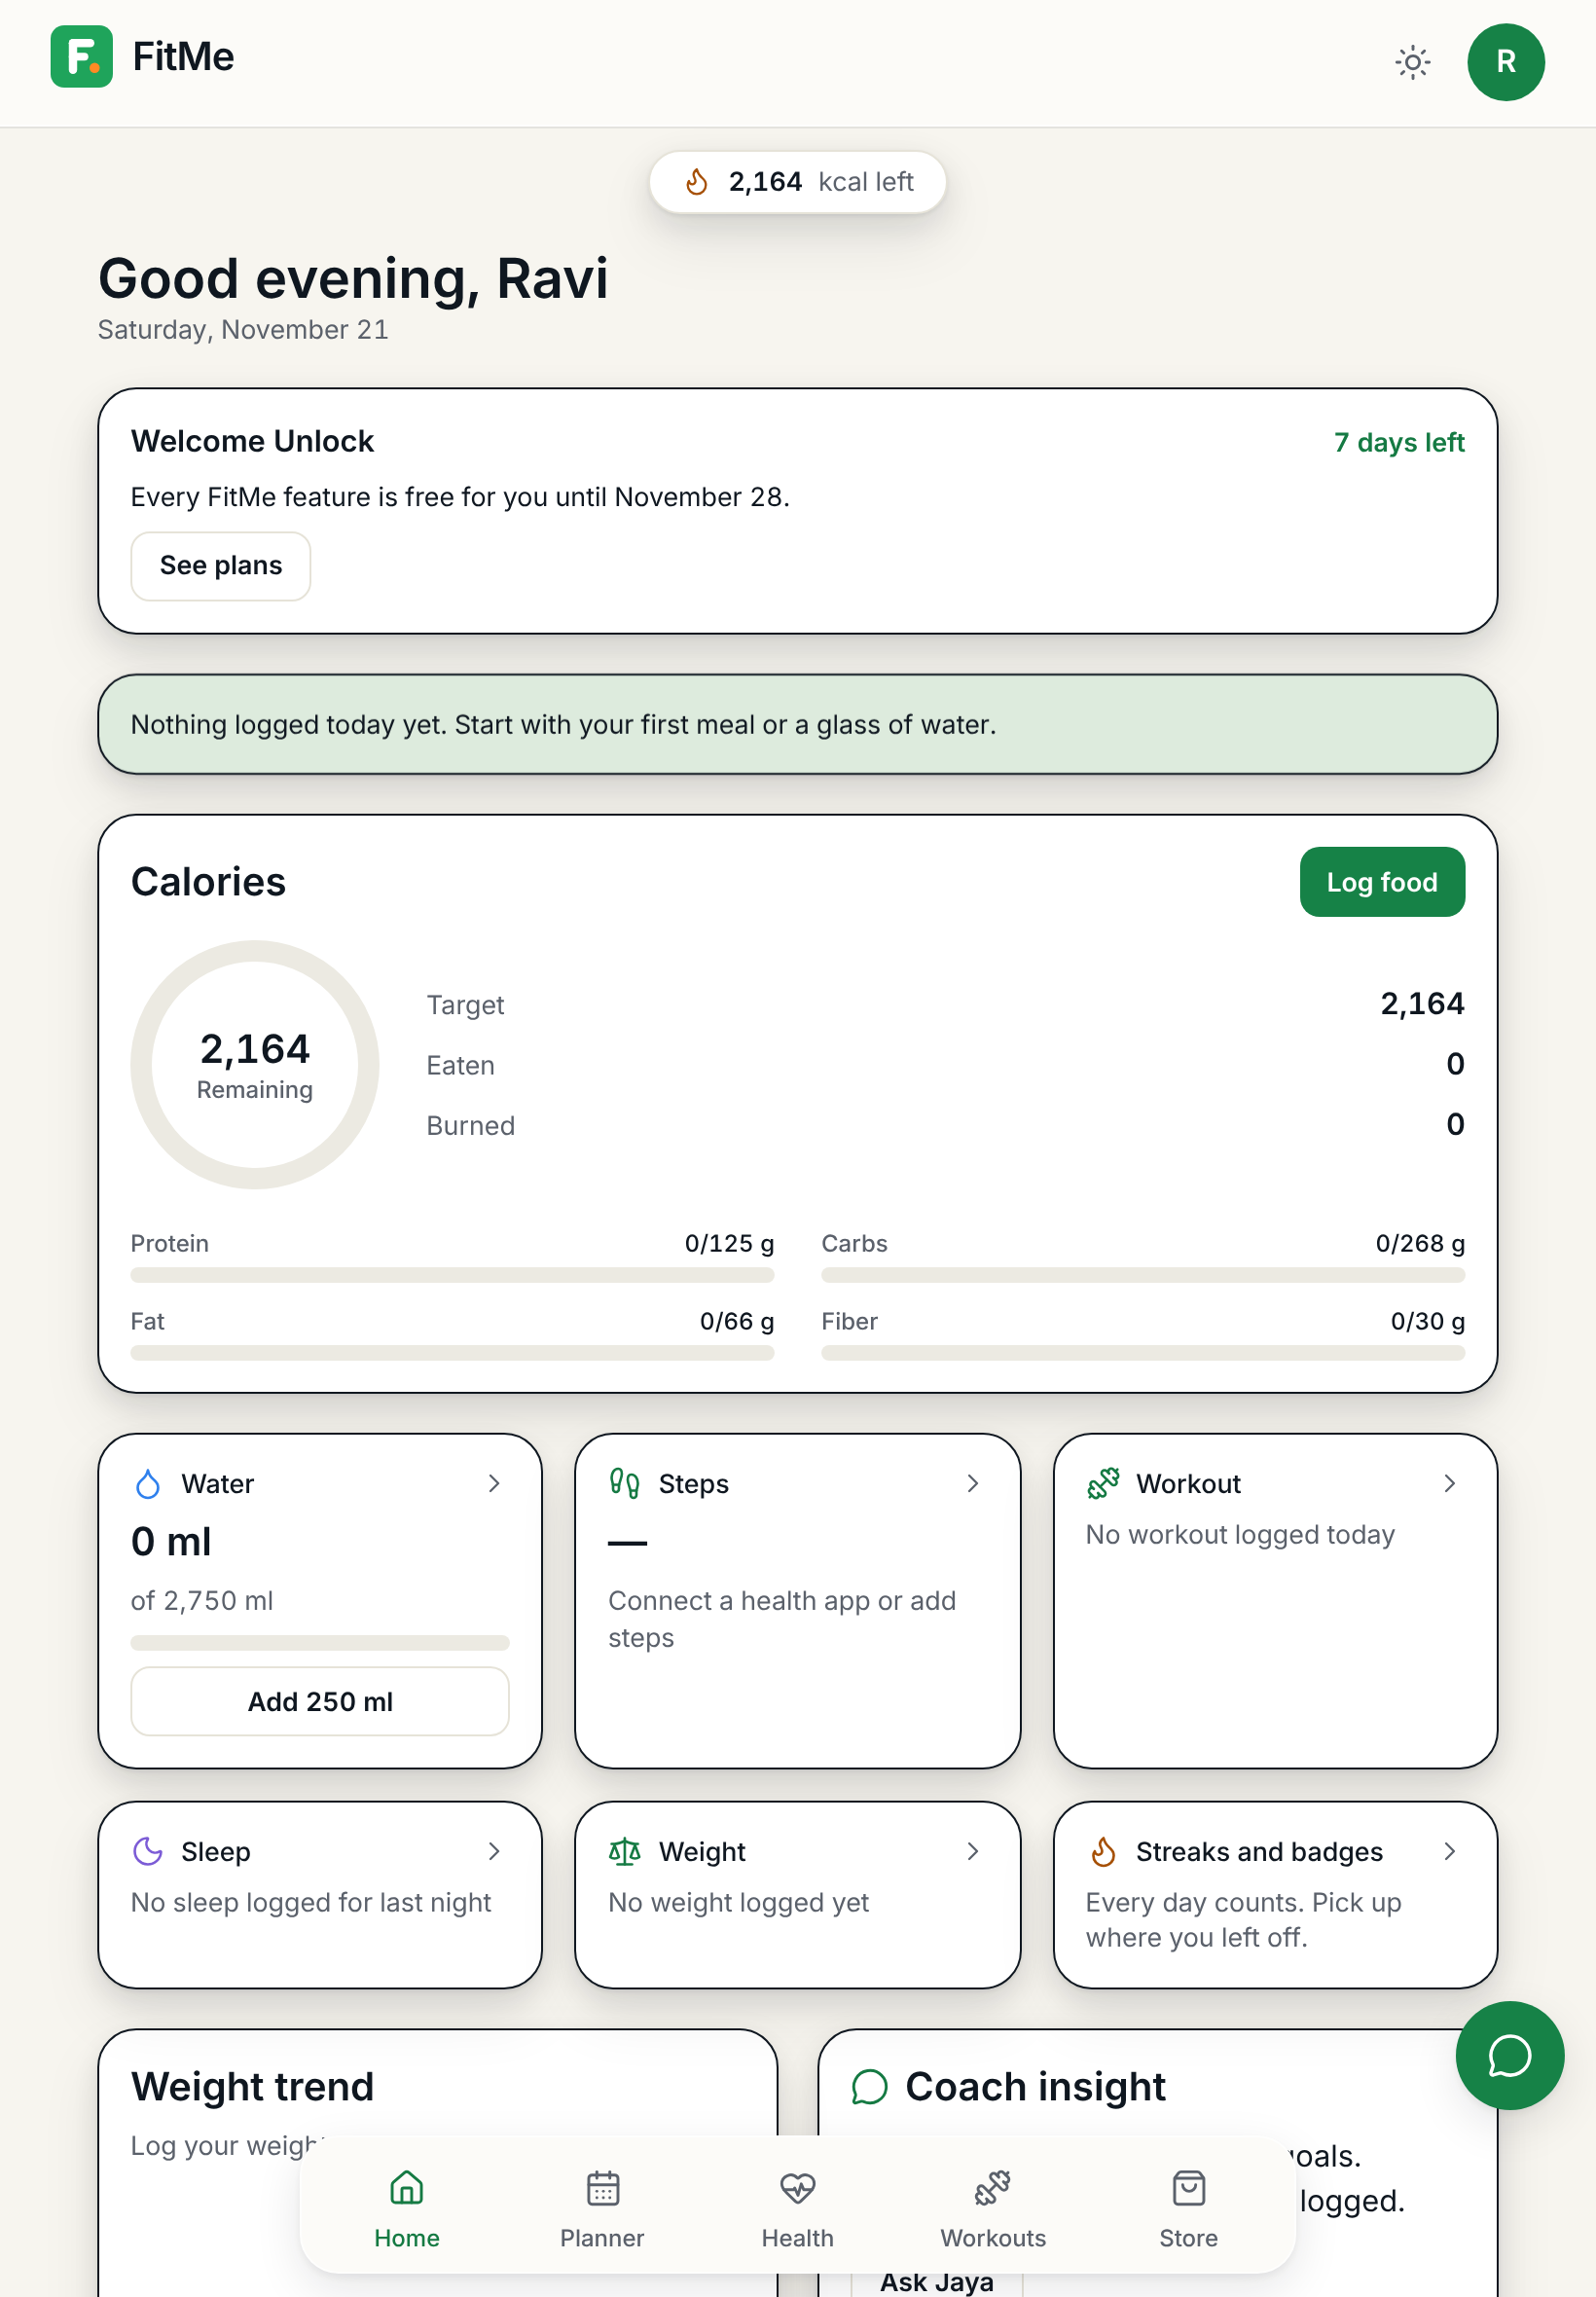 FitMe
R
2,164 kcal left
Good evening, Ravi
Saturday, November 21
Welcome Unlock
7 days left
Every FitMe feature is free for you until November 28.
See plans
Nothing logged today yet. Start with your first meal or a glass of water.
Calories
Log food
2,164
Remaining
Target 2,164
Eaten 0
Burned 0
Protein 0/125 g
Carbs 0/268 g
Fat 0/66 g
Fiber 0/30 g
Water
0 ml
of 2,750 ml
Add 250 ml
Steps
—
Connect a health app or add
steps
Workout
No workout logged today
Sleep
No sleep logged for last night
Weight
No weight logged yet
Streaks and badges
Every day counts. Pick up
where you left off.
Weight trend
Log your
Coach insight
logged.
Ask Jaya
Home
Planner
Health
Workouts
Store